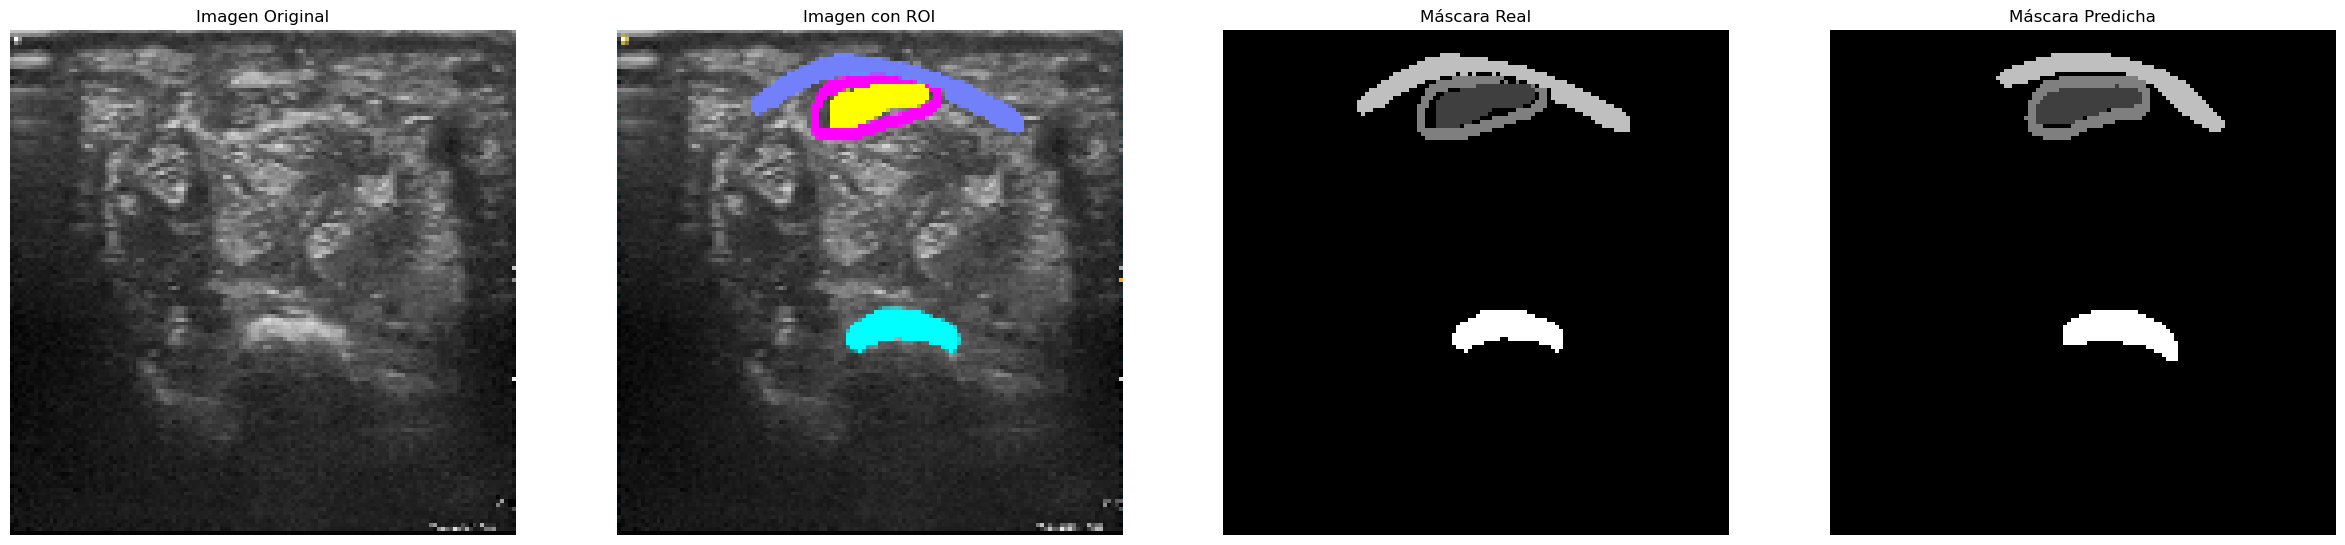 Imagen Original
Imagen con ROI
Máscara Real
Máscara Predicha